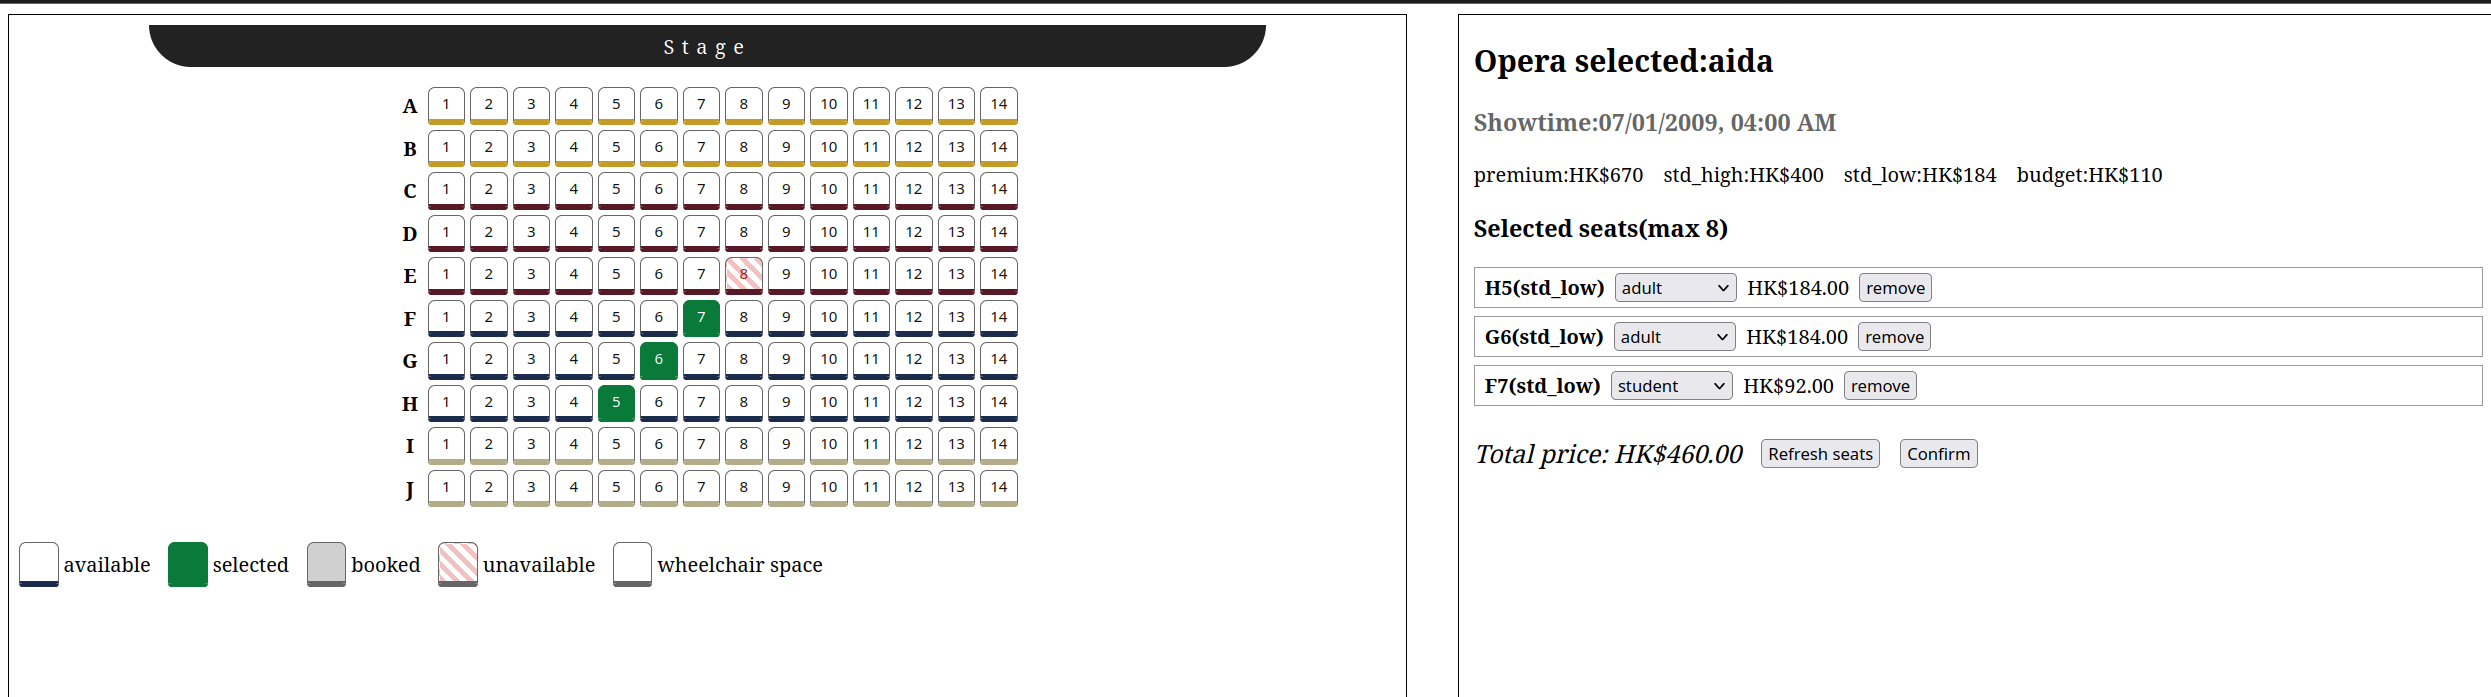 Stage
A 1 2 3 4 5 6 7 8 9 10 11 12 13 14
B 1 2 3 4 5 6 7 8 9 10 11 12 13 14
C 1 2 3 4 5 6 7 8 9 10 11 12 13 14
D 1 2 3 4 5 6 7 8 9 10 11 12 13 14
E 1 2 3 4 5 6 7 8 9 10 11 12 13 14
F 1 2 3 4 5 6 7 8 9 10 11 12 13 14
G 1 2 3 4 5 6 7 8 9 10 11 12 13 14
H 1 2 3 4 5 6 7 8 9 10 11 12 13 14
I 1 2 3 4 5 6 7 8 9 10 11 12 13 14
J 1 2 3 4 5 6 7 8 9 10 11 12 13 14
available selected booked unavailable wheelchair space
Opera selected:aida
Showtime:07/01/2009, 04:00 AM
premium:HK$670 std_high:HK$400 std_low:HK$184 budget:HK$110
Selected seats(max 8)
H5(std_low) adult HK$184.00 remove
G6(std_low) adult HK$184.00 remove
F7(std_low) student HK$92.00 remove
Total price: HK$460.00 Refresh seats Confirm